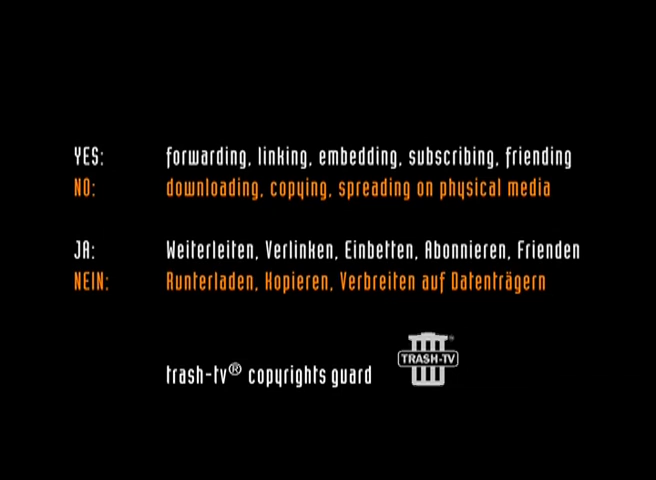 YES: forwarding, linking, embedding, subscribing, friending
NO: downloading, copying, spreading on physical media
JA: Weiterleiten, Verlinken, Einbetten, Abonnieren, Frienden
NEIN: Runterladen, Kopieren, Verbreiten auf Datenträgern
trash-tv® copyrights guard
TRASH-TV